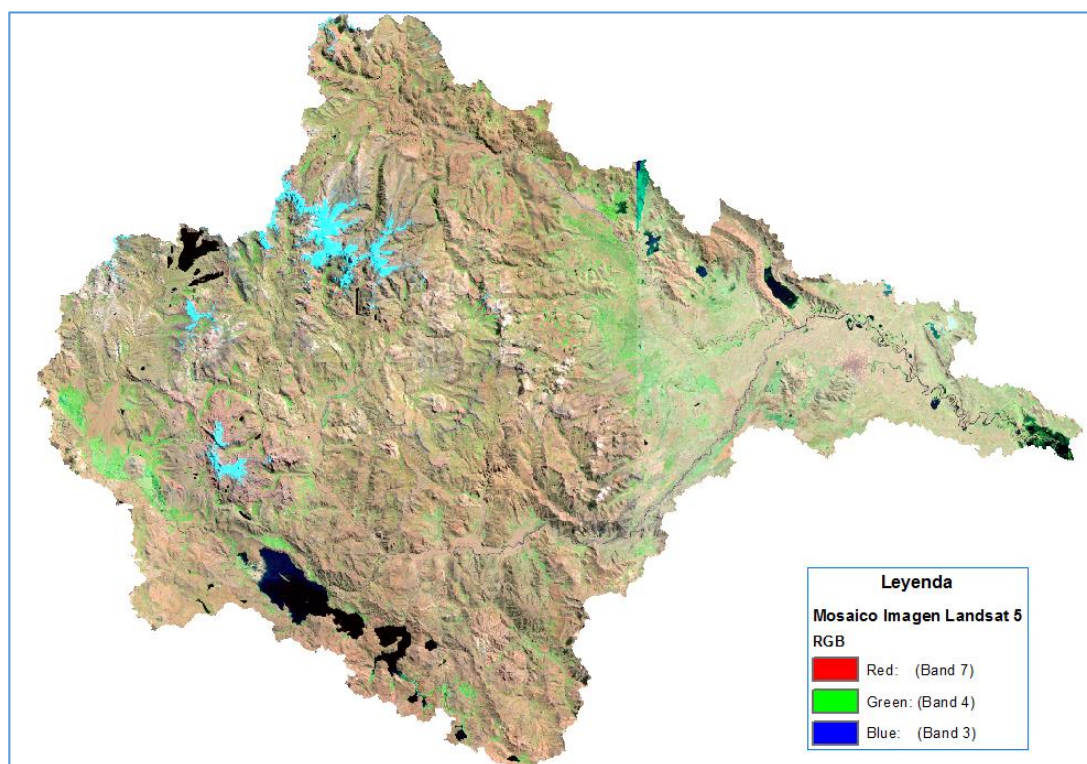 Leyenda
Mosaico Imagen Landsat 5
RGB
Red: (Band 7)
Green: (Band 4)
Blue: (Band 3)